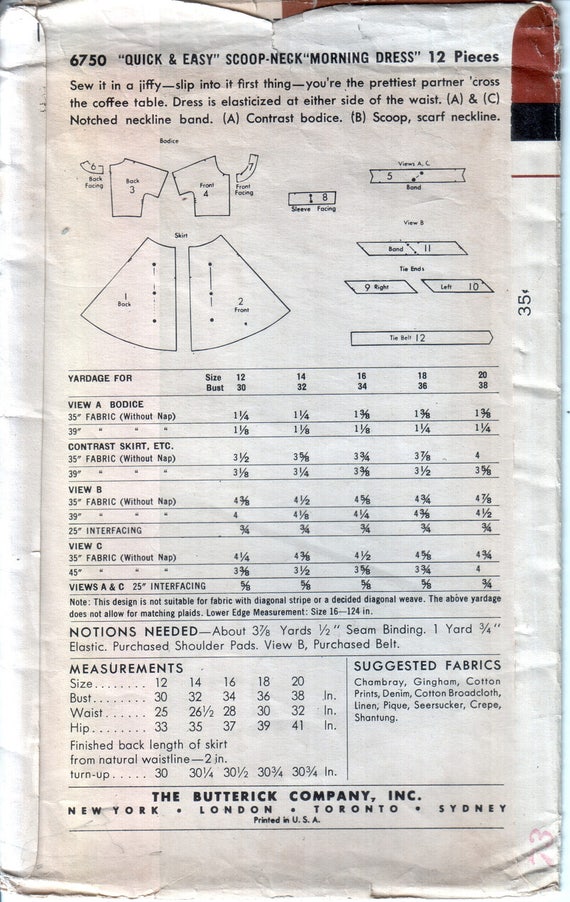 6750 "QUICK & EASY" SCOOP-NECK "MORNING DRESS" 12 Pieces
Sew it in a jiffy—slip into it first thing—you're the prettiest partner 'cross
the coffee table. Dress is elasticized at either side of the waist. (A) & (C)
Notched neckline band. (A) Contrast bodice. (B) Scoop, scarf neckline.
Bodice
6
Back Facing
Back 3
Front 4
7
Front Facing
8
Sleeve Facing
Views A, C
5
Band
View B
Band 11
Tie Ends
9 Right
Left 10
Skirt
1 Back
2 Front
Tie Belt 12
35¢
YARDAGE FOR Size 12 14 16 18 20
Bust 30 32 34 36 38
VIEW A BODICE
35" FABRIC (Without Nap) 1¼ 1¼ 1⅜ 1⅜ 1⅜
39" " " " 1⅛ 1⅛ 1⅛ 1¼ 1¼
CONTRAST SKIRT, ETC.
35" FABRIC (Without Nap) 3½ 3⅝ 3¾ 3⅞ 4
39" " " " 3⅛ 3¼ 3⅜ 3½ 3⅝
VIEW B
35" FABRIC (Without Nap) 4⅜ 4½ 4⅝ 4¾ 4⅞
39" " " " 4 4⅛ 4¼ 4⅜ 4½
25" INTERFACING ¾ ¾ ¾ ¾ ¾
VIEW C
35" FABRIC (Without Nap) 4¼ 4⅜ 4½ 4⅝ 4¾
45" " " " 3⅜ 3½ 3⅝ 3¾ 4
VIEWS A & C 25" INTERFACING ⅝ ⅝ ⅝ ⅝ ¾
Note: This design is not suitable for fabric with diagonal stripe or a decided diagonal weave. The above yardage
does not allow for matching plaids. Lower Edge Measurement: Size 16—124 in.
NOTIONS NEEDED—About 3⅞ Yards ½" Seam Binding. 1 Yard ¾"
Elastic. Purchased Shoulder Pads. View B, Purchased Belt.
MEASUREMENTS
Size........ 12 14 16 18 20
Bust........ 30 32 34 36 38 In.
Waist....... 25 26½ 28 30 32 In.
Hip......... 33 35 37 39 41 In.
Finished back length of skirt
from natural waistline—2 in.
turn-up...... 30 30¼ 30½ 30¾ 30¾ In.
SUGGESTED FABRICS
Chambray, Gingham, Cotton
Prints, Denim, Cotton Broadcloth,
Linen, Pique, Seersucker, Crepe,
Shantung.
THE BUTTERICK COMPANY, INC.
NEW YORK • LONDON • TORONTO • SYDNEY
Printed in U. S. A.
73